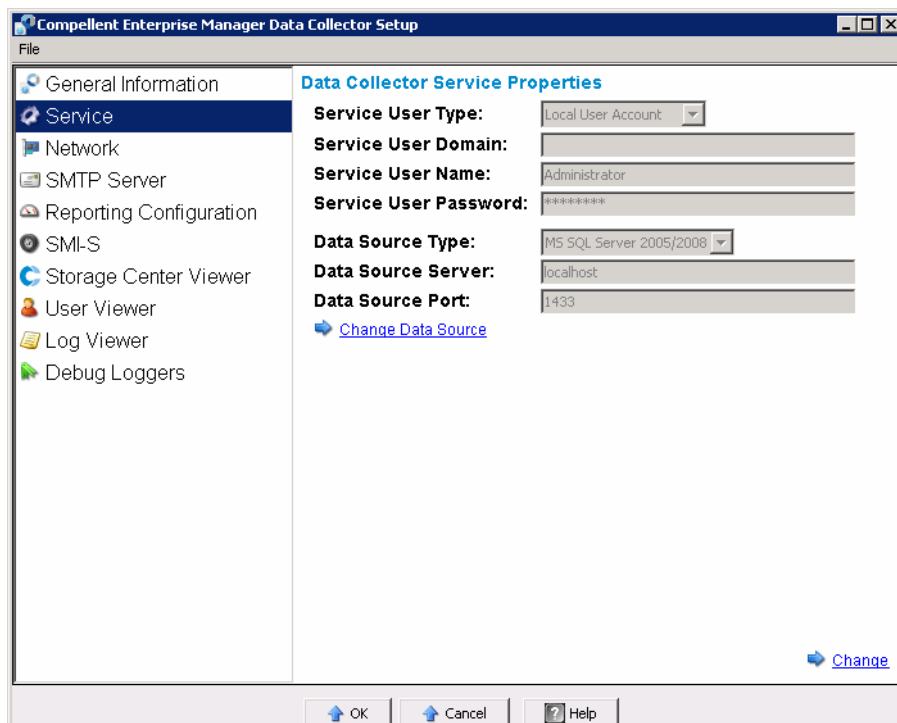 Compellent Enterprise Manager Data Collector Setup
File
General Information
Service
Network
SMTP Server
Reporting Configuration
SMI-S
Storage Center Viewer
User Viewer
Log Viewer
Debug Loggers
Data Collector Service Properties
Service User Type: Local User Account
Service User Domain:
Service User Name: Administrator
Service User Password: ********
Data Source Type: MS SQL Server 2005/2008
Data Source Server: localhost
Data Source Port: 1433
Change Data Source
Change
OK Cancel ? Help